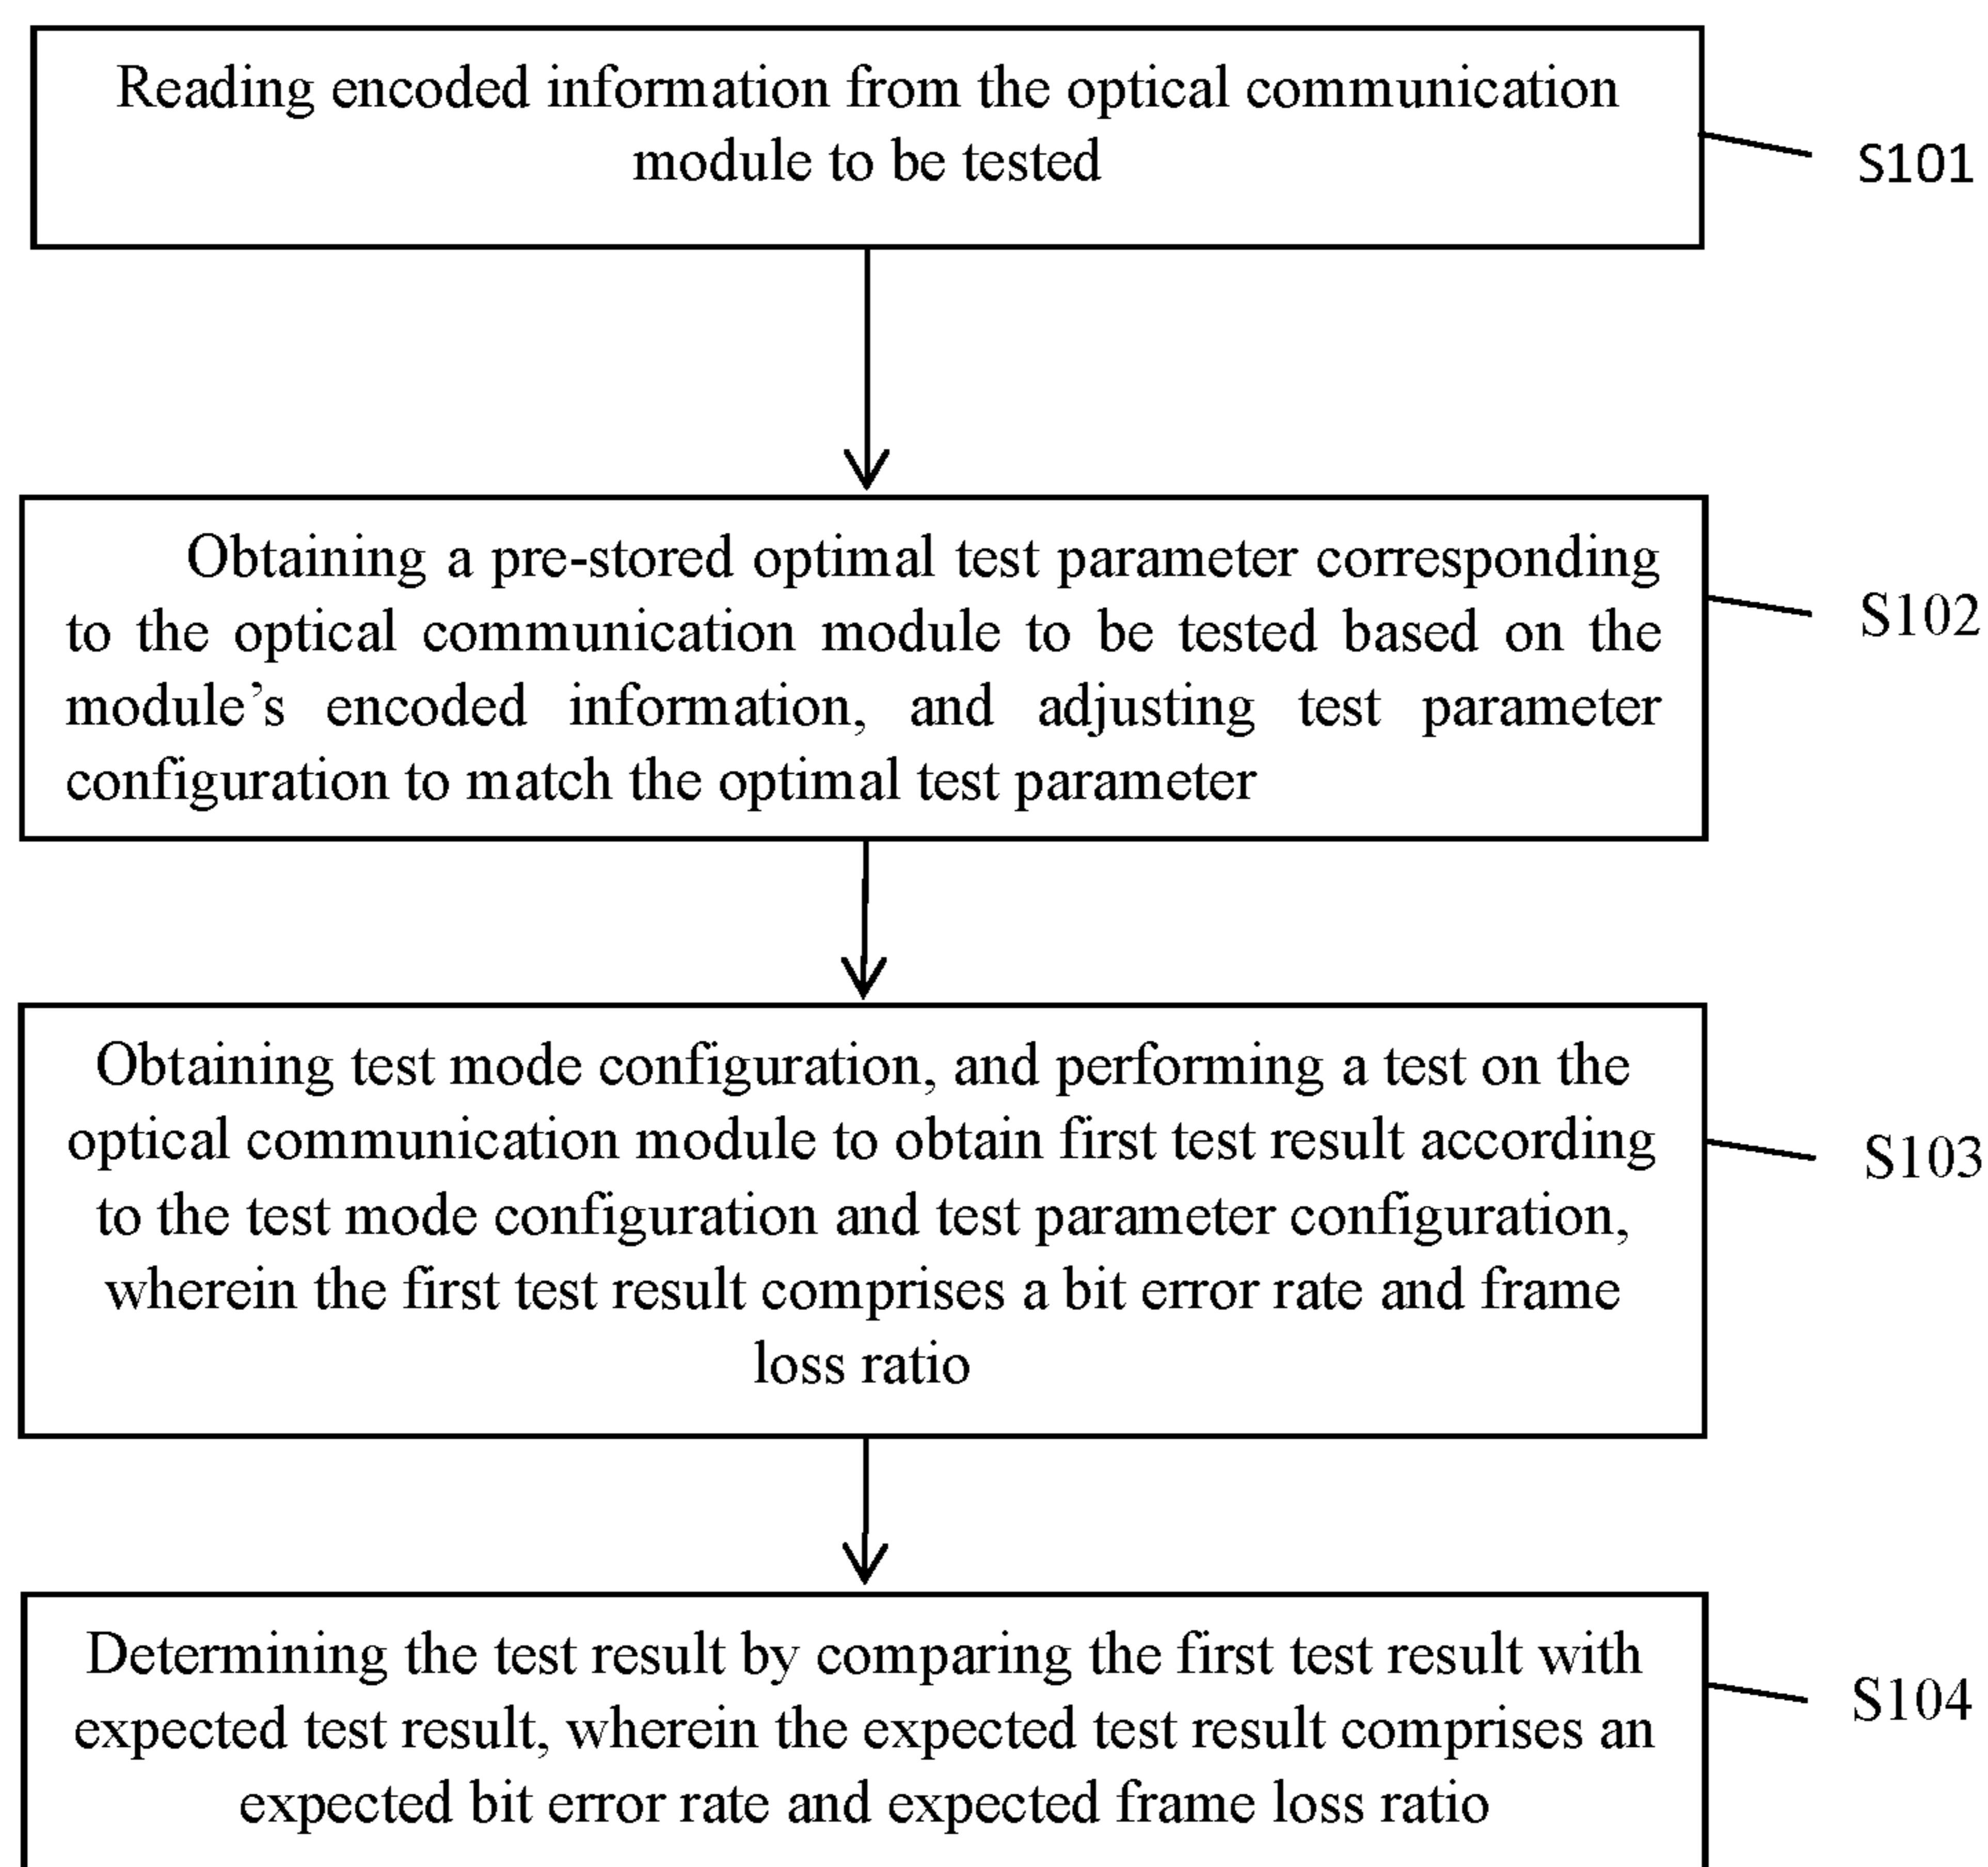 Reading encoded information from the optical communication
module to be tested
S101
Obtaining a pre-stored optimal test parameter corresponding
to the optical communication module to be tested based on the
module’s encoded information, and adjusting test parameter
configuration to match the optimal test parameter
S102
Obtaining test mode configuration, and performing a test on the
optical communication module to obtain first test result according
to the test mode configuration and test parameter configuration,
wherein the first test result comprises a bit error rate and frame
loss ratio
S103
Determining the test result by comparing the first test result with
expected test result, wherein the expected test result comprises an
expected bit error rate and expected frame loss ratio
S104